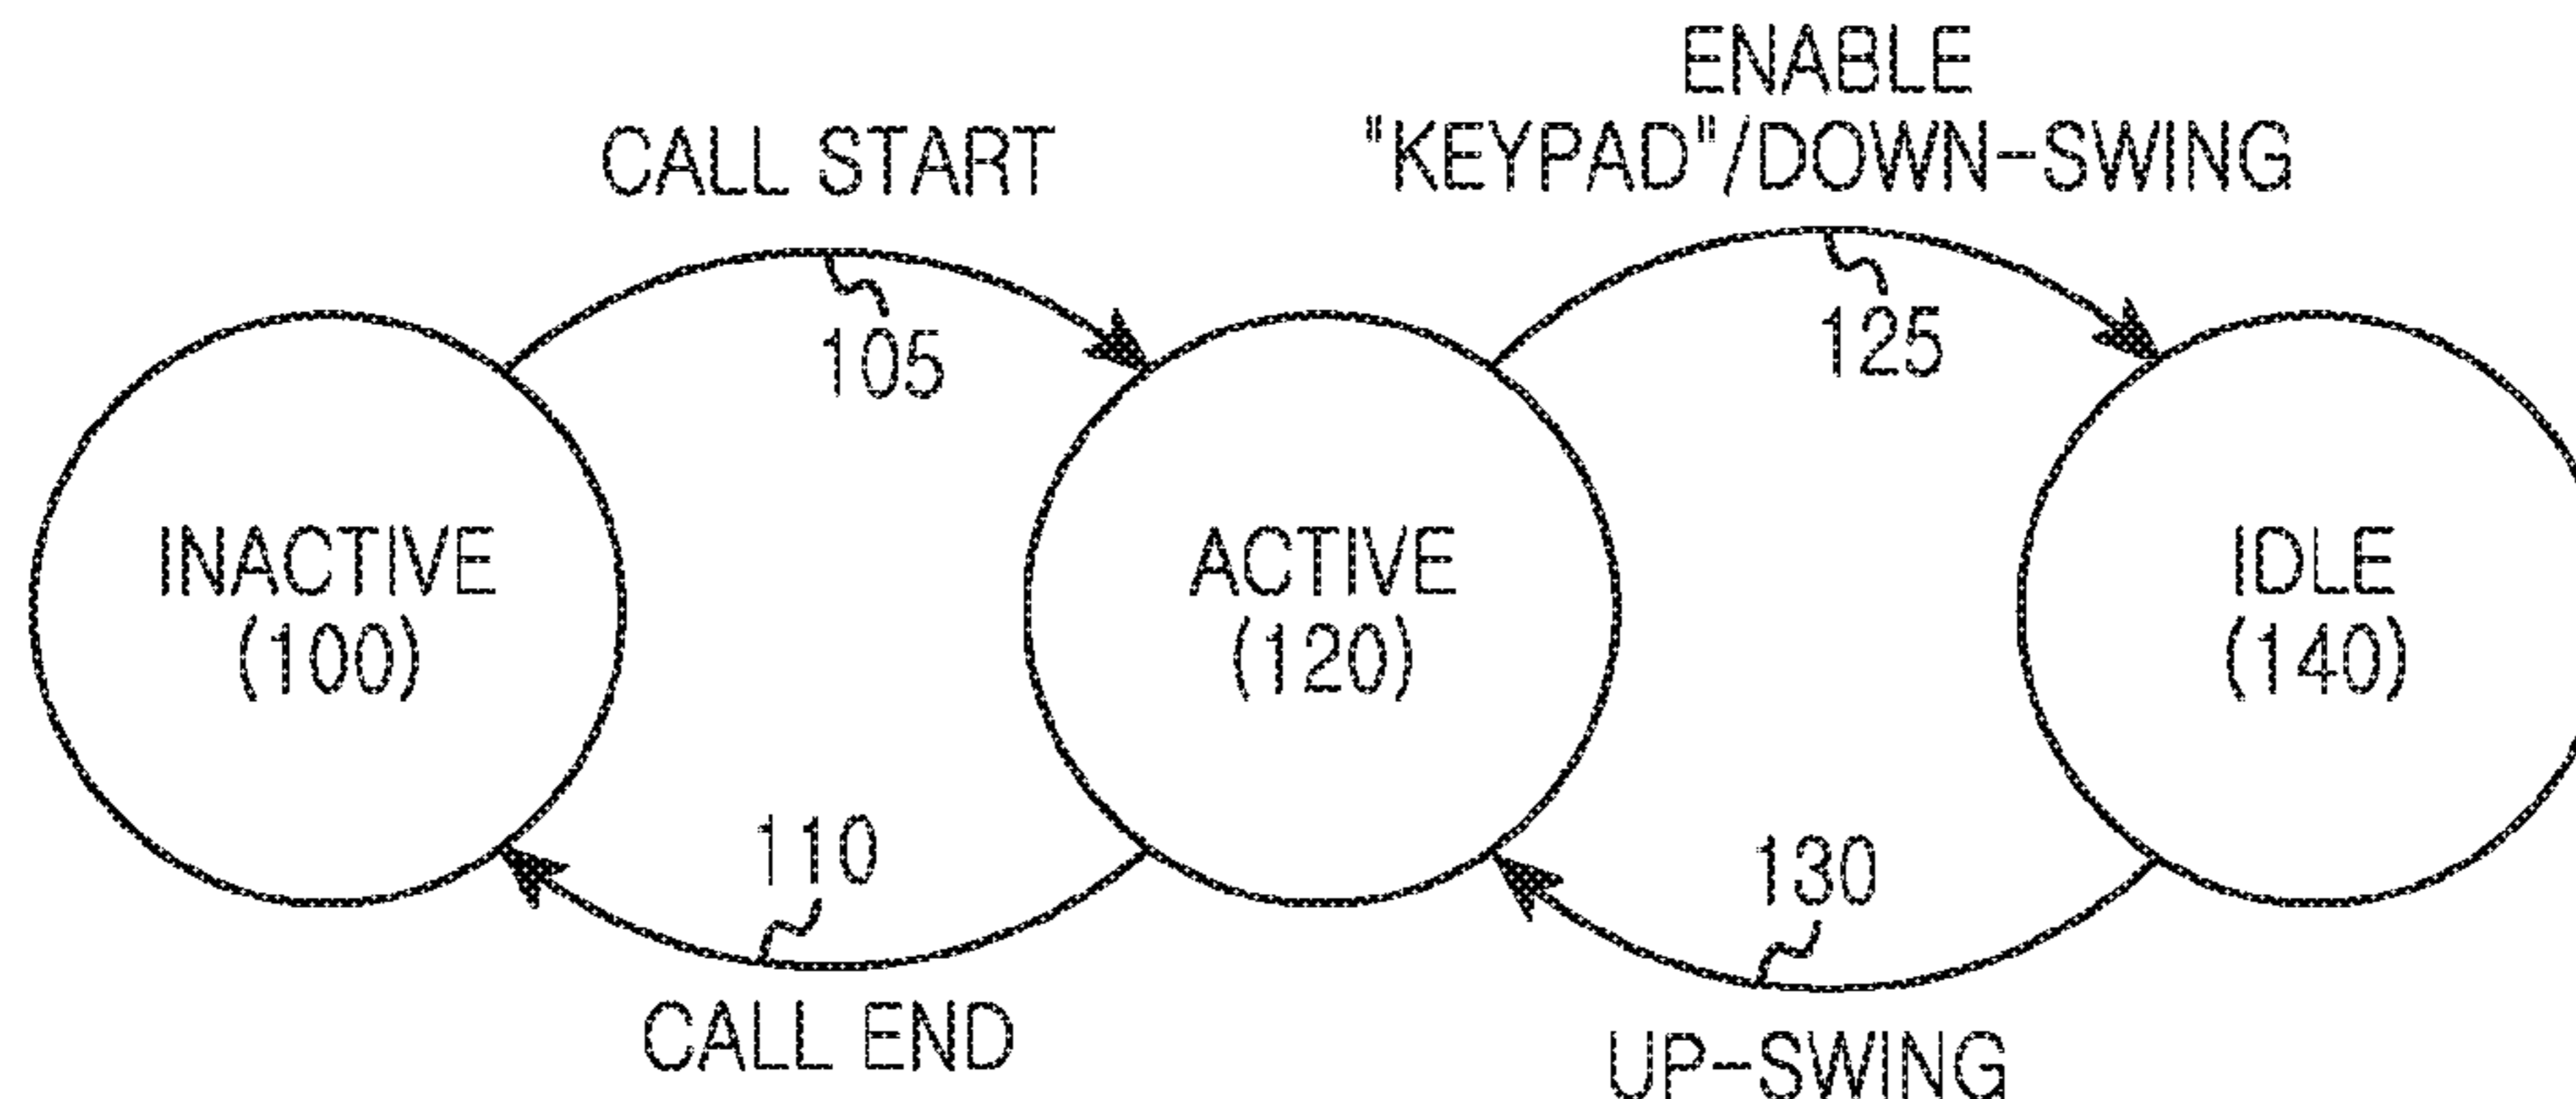 ENABLE
"KEYPAD"/DOWN-SWING
CALL START
105
125
INACTIVE
(100)
ACTIVE
(120)
IDLE
(140)
110
130
CALL END
UP-SWING